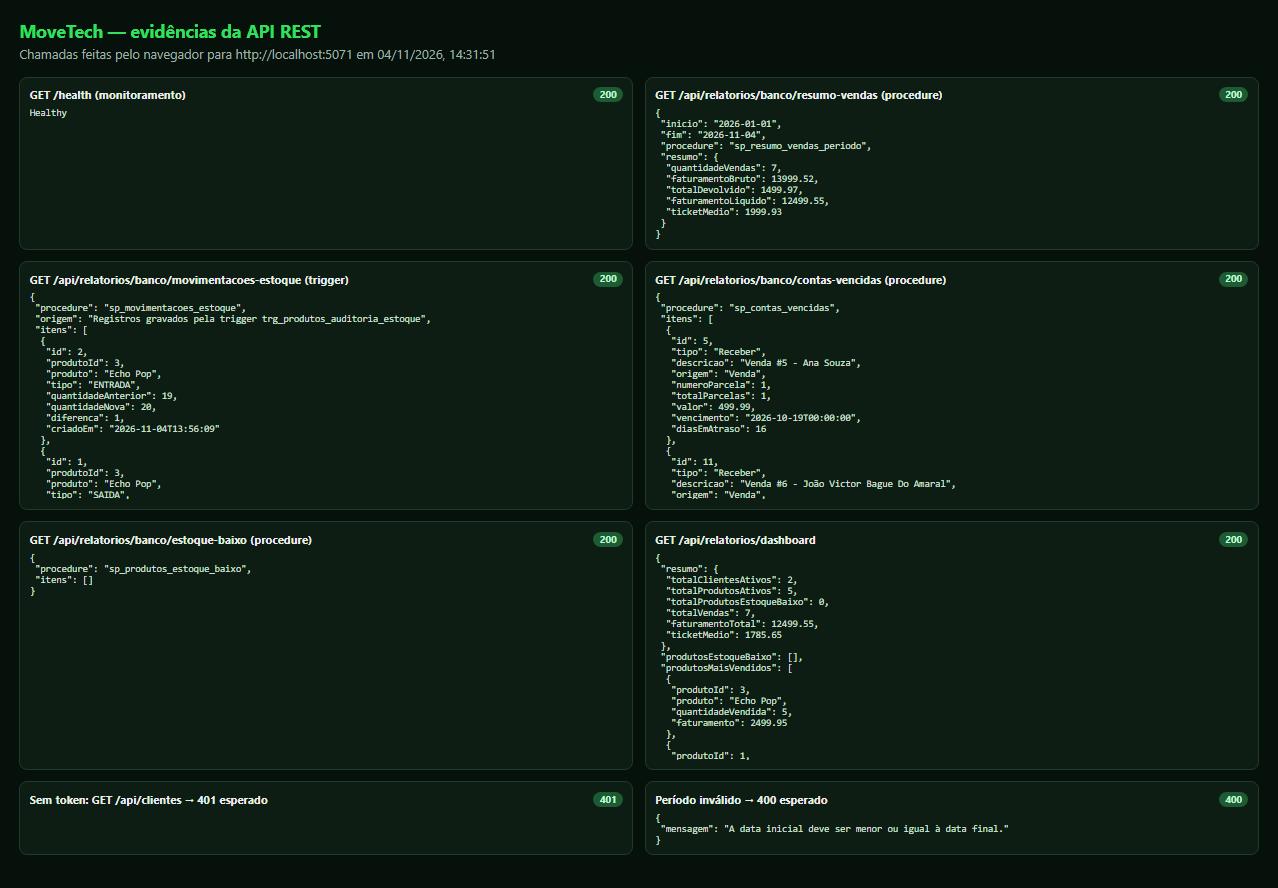 MoveTech — evidências da API REST
Chamadas feitas pelo navegador para http://localhost:5071 em 04/11/2026, 14:31:51
GET /health (monitoramento) 200
Healthy
GET /api/relatorios/banco/resumo-vendas (procedure) 200
{
"inicio": "2026-01-01",
"fim": "2026-11-04",
"procedure": "sp_resumo_vendas_periodo",
"resumo": {
"quantidadeVendas": 7,
"faturamentoBruto": 13999.52,
"totalDevolvido": 1499.97,
"faturamentoLiquido": 12499.55,
"ticketMedio": 1999.93
}
}
GET /api/relatorios/banco/movimentacoes-estoque (trigger) 200
{
"procedure": "sp_movimentacoes_estoque",
"origem": "Registros gravados pela trigger trg_produtos_auditoria_estoque",
"itens": [
{
"id": 2,
"produtoId": 3,
"produto": "Echo Pop",
"tipo": "ENTRADA",
"quantidadeAnterior": 19,
"quantidadeNova": 20,
"diferenca": 1,
"criadoEm": "2026-11-04T13:56:09"
},
{
"id": 1,
"produtoId": 3,
"produto": "Echo Pop",
"tipo": "SAIDA",
GET /api/relatorios/banco/contas-vencidas (procedure) 200
{
"procedure": "sp_contas_vencidas",
"itens": [
{
"id": 5,
"tipo": "Receber",
"descricao": "Venda #5 - Ana Souza",
"origem": "Venda",
"numeroParcela": 1,
"totalParcelas": 1,
"valor": 499.99,
"vencimento": "2026-10-19T00:00:00",
"diasEmAtraso": 16
},
{
"id": 11,
"tipo": "Receber",
"descricao": "Venda #6 - João Victor Bague Do Amaral",
"origem": "Venda",
GET /api/relatorios/banco/estoque-baixo (procedure) 200
{
"procedure": "sp_produtos_estoque_baixo",
"itens": []
}
GET /api/relatorios/dashboard 200
{
"resumo": {
"totalClientesAtivos": 2,
"totalProdutosAtivos": 5,
"totalProdutosEstoqueBaixo": 0,
"totalVendas": 7,
"faturamentoTotal": 12499.55,
"ticketMedio": 1785.65
},
"produtosEstoqueBaixo": [],
"produtosMaisVendidos": [
{
"produtoId": 3,
"produto": "Echo Pop",
"quantidadeVendida": 5,
"faturamento": 2499.95
},
{
"produtoId": 1,
Sem token: GET /api/clientes → 401 esperado 401
Período inválido → 400 esperado 400
{
"mensagem": "A data inicial deve ser menor ou igual à data final."
}